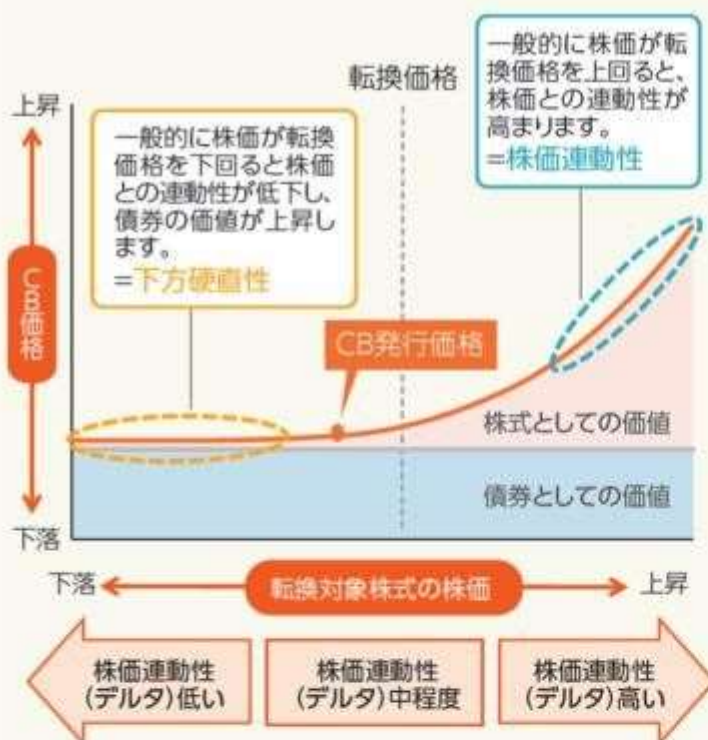 一般的に株価が転
換価格を上回ると、
株価との連動性が
高まります。
=株価連動性
転換価格
上昇
一般的に株価が転換
価格を下回ると株価
との連動性が低下し、
債券の価値が上昇し
ます。
=下方硬直性
CB価格
CB発行価格
株式としての価値
債券としての価値
下落
下落
転換対象株式の株価
上昇
株価連動性
(デルタ)低い
株価連動性
(デルタ)中程度
株価連動性
(デルタ)高い